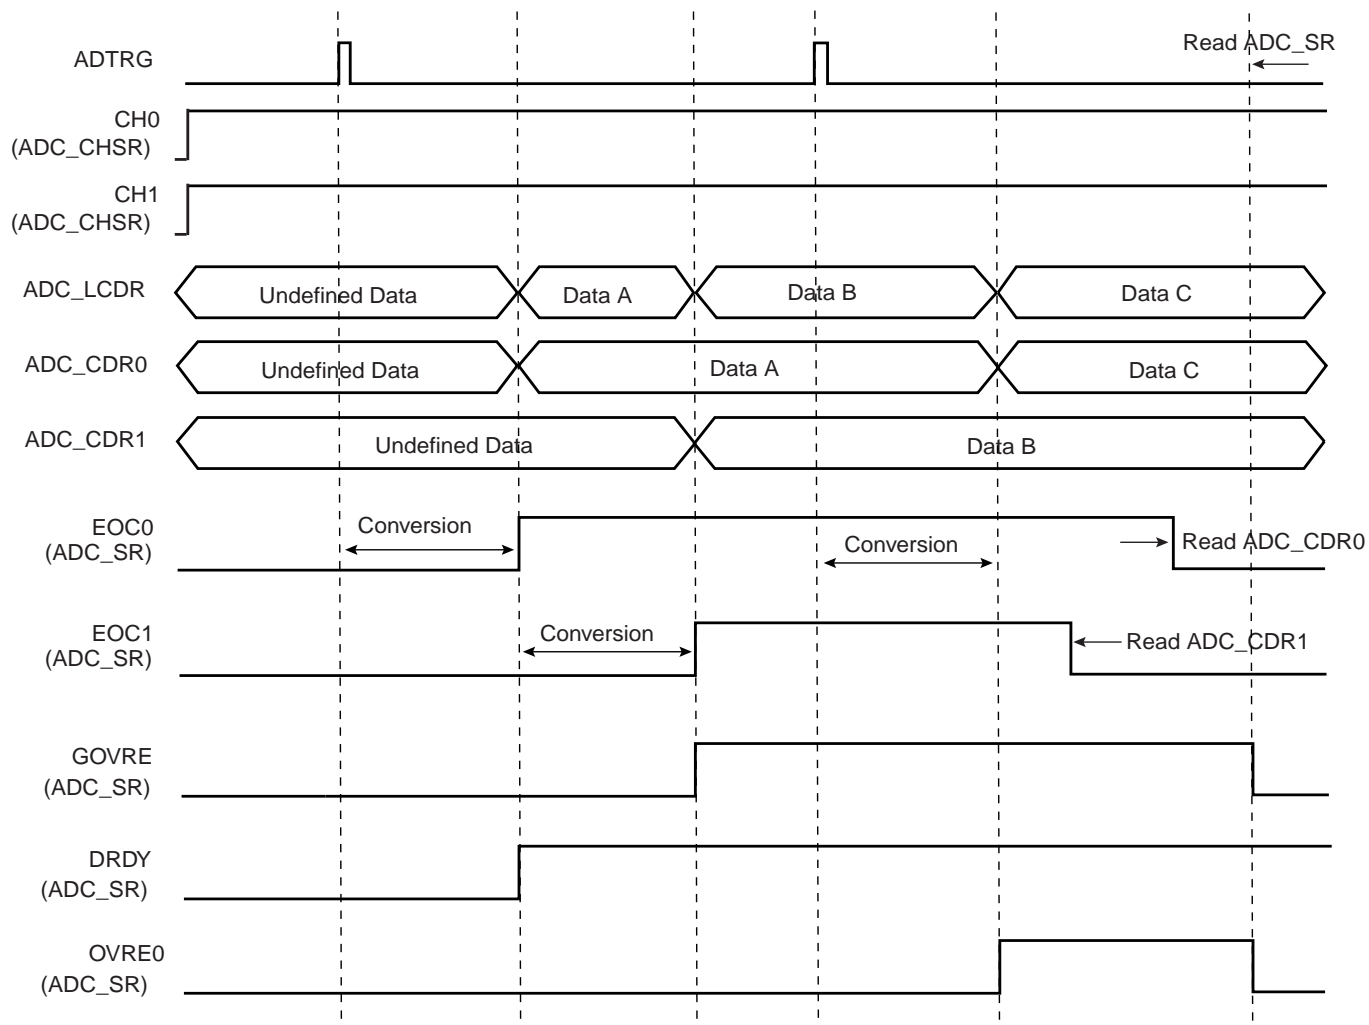 ADTRG
Read ADC_SR
CH0
(ADC_CHSR)
CH1
(ADC_CHSR)
ADC_LCDR
Undefined Data
Data A
Data B
Data C
ADC_CDR0
Undefined Data
Data A
Data C
ADC_CDR1
Undefined Data
Data B
EOC0
(ADC_SR)
Conversion
Conversion
Read ADC_CDR0
EOC1
(ADC_SR)
Conversion
Read ADC_CDR1
GOVRE
(ADC_SR)
DRDY
(ADC_SR)
OVRE0
(ADC_SR)